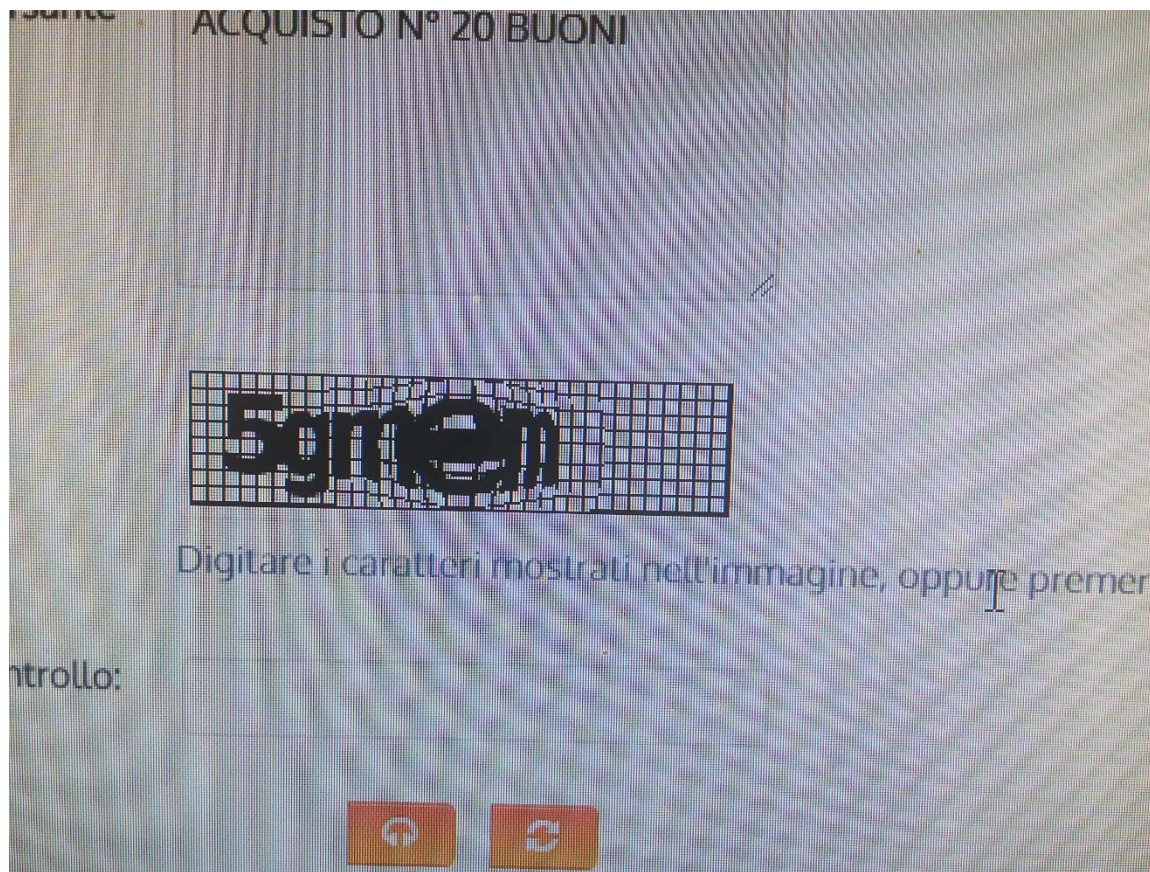 ACQUISTO N° 20 BUONI
Digitare i caratteri mostrati nell'immagine, oppure premer
ntrollo: